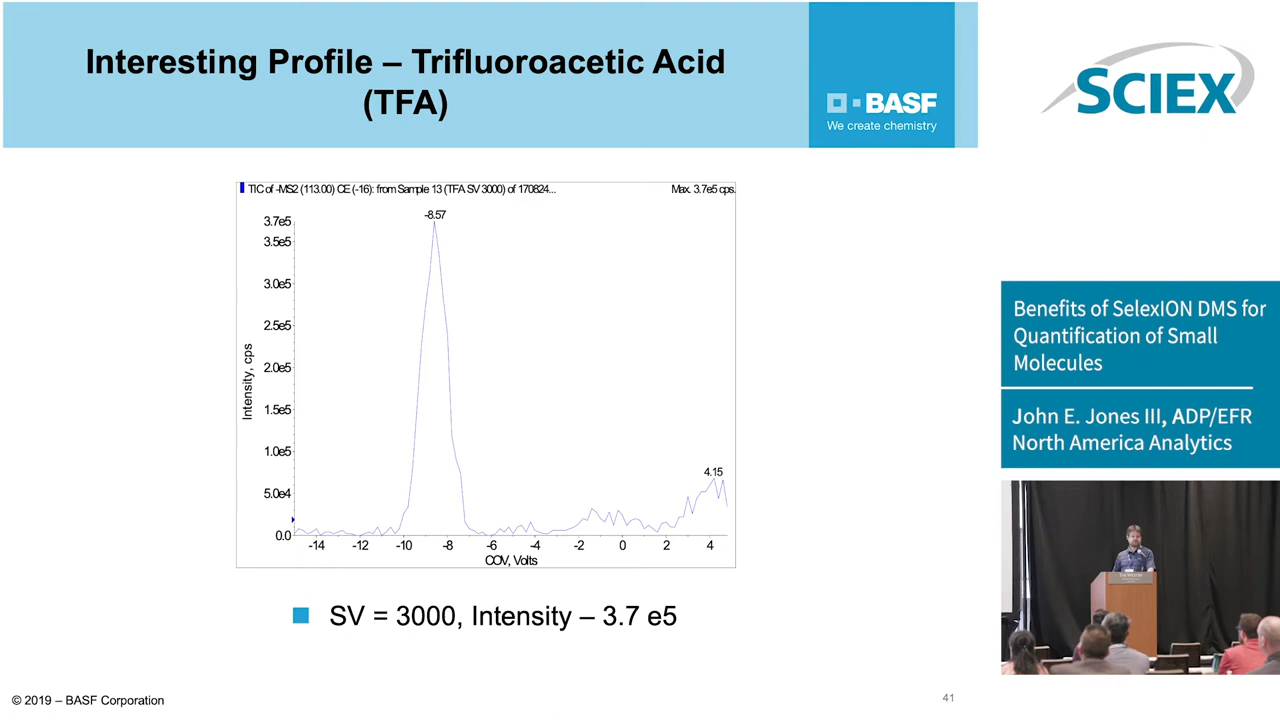 Interesting Profile – Trifluoroacetic Acid
(TFA)
BASF
We create chemistry
SCIEX
TIC of -MS2 (113.00) CE (-16): from Sample 13 (TFA SV 3000) of 170824...
Max. 3.7e5 cps.
-8.57
3.7e5
3.5e5
3.0e5
2.5e5
2.0e5
1.5e5
1.0e5
5.0e4
0.0
Intensity, cps
4.15
-14 -12 -10 -8 -6 -4 -2 0 2 4
COV, Volts
SV = 3000, Intensity – 3.7 e5
Benefits of SelexION DMS for
Quantification of Small
Molecules
John E. Jones III, ADP/EFR
North America Analytics
© 2019 – BASF Corporation
41